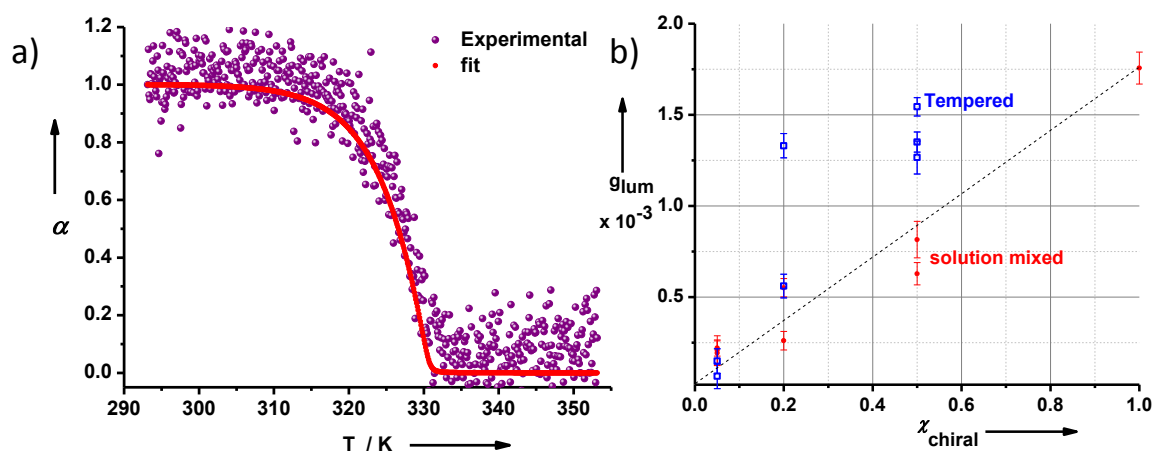 a)
1.2
1.0
0.8
0.6
0.4
0.2
0.0
α
Experimental
fit
290 300 310 320 330 340 350
T / K
b)
2.0
1.5
1.0
0.5
g lum
x 10⁻³
Tempered
solution mixed
0.0 0.2 0.4 0.6 0.8 1.0
χ chiral